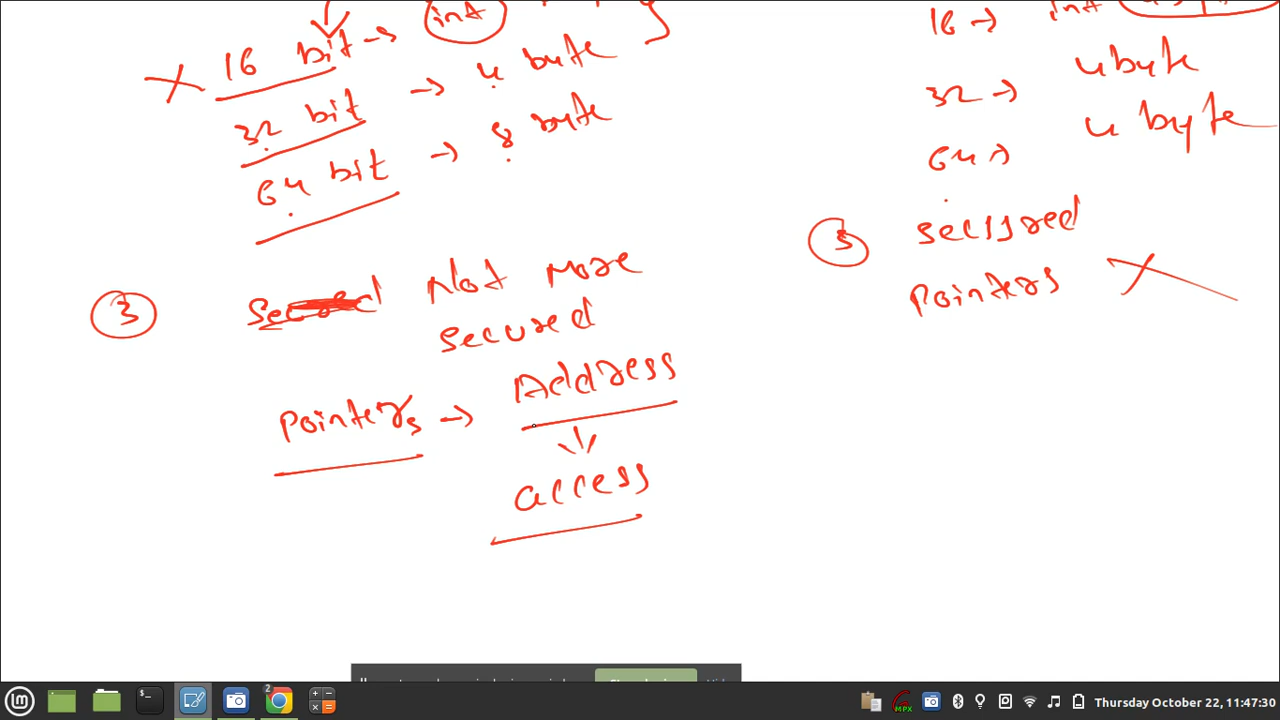 16 bit → int
32 bit → 4 byte
64 bit → 8 byte
3 Not More
secured
Pointers → Address
access
16 → int
32 → 4 byte
64 → 4 byte
3 secured
Pointers
Thursday October 22, 11:47:30